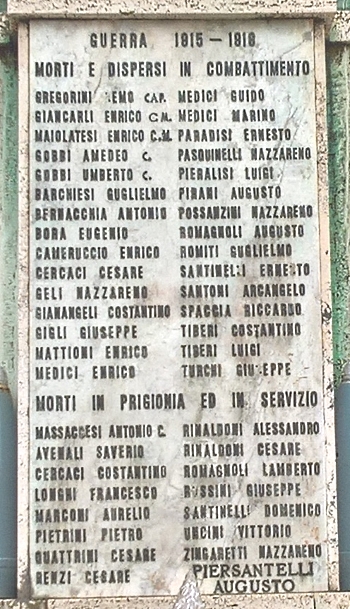 GUERRA 1915 - 1918
MORTI E DISPERSI IN COMBATTIMENTO
GREGORINI CAP. MEDICI GUIDO
GIANCARLI ENRICO C.M. MEDICI MARINO
MAIOLATESI ENRICO C.M. PARADISI ERNESTO
GOBBI AMEDEO C. PASQUINELLI NAZZARENO
GOBBI UMBERTO C. PIERALISI LUIGI
BARCHIESI GUGLIELMO PIRANI AUGUSTO
BERNACCHIA ANTONIO POSSANZINI NAZZARENO
BORA EUGENIO ROMAGNOLI AUGUSTO
CAMERUCCIO ENRICO ROMITI GUGLIELMO
CERCACI CESARE SANTINELLI ERNESTO
GELI NAZZARENO SANTONI ARCANGELO
GIANANGELI COSTANTINO SPACCIA RICCARDO
GIGLI GIUSEPPE TIBERI COSTANTINO
MATTIONI ENRICO TIBERI LUIGI
MEDICI ENRICO TURCHI GIUSEPPE
MORTI IN PRIGIONIA ED IN SERVIZIO
MASSACCESI ANTONIO C. RINALDONI ALESSANDRO
AVENALI SAVERIO RINALDONI CESARE
CERCACI COSTANTINO ROMAGNOLI LAMBERTO
LONGHI FRANCESCO ROSSINI GIUSEPPE
MARCONI AURELIO SANTINELLI DOMENICO
PIETRINI PIETRO UNCINI VITTORIO
QUATTRINI CESARE ZINGARETTI NAZZARENO
RENZI CESARE PIERSANTELLI
AUGUSTO